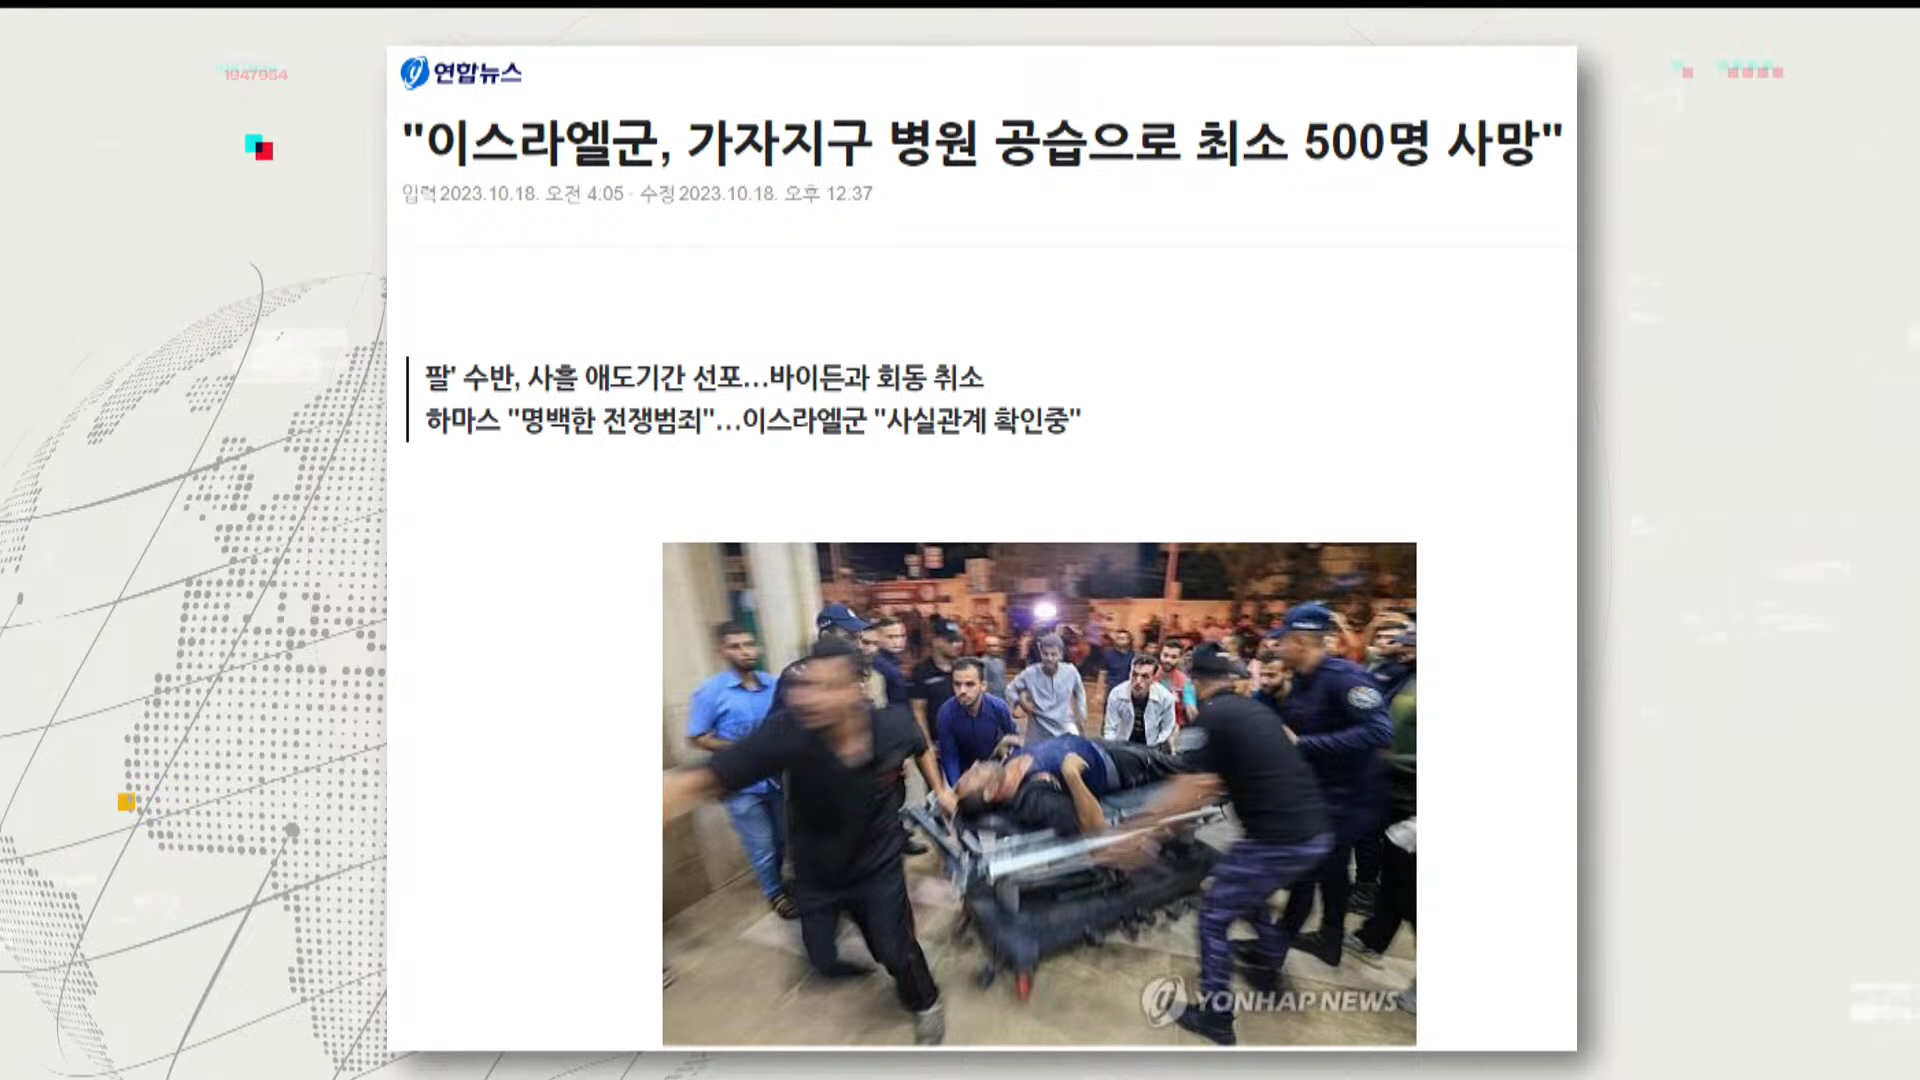 1947954
연합뉴스
"이스라엘군, 가자지구 병원 공습으로 최소 500명 사망"
입력 2023.10.18. 오전 4:05 · 수정 2023.10.18. 오후 12:37
팔' 수반, 사흘 애도기간 선포...바이든과 회동 취소
하마스 "명백한 전쟁범죄"...이스라엘군 "사실관계 확인중"
YONHAP NEWS